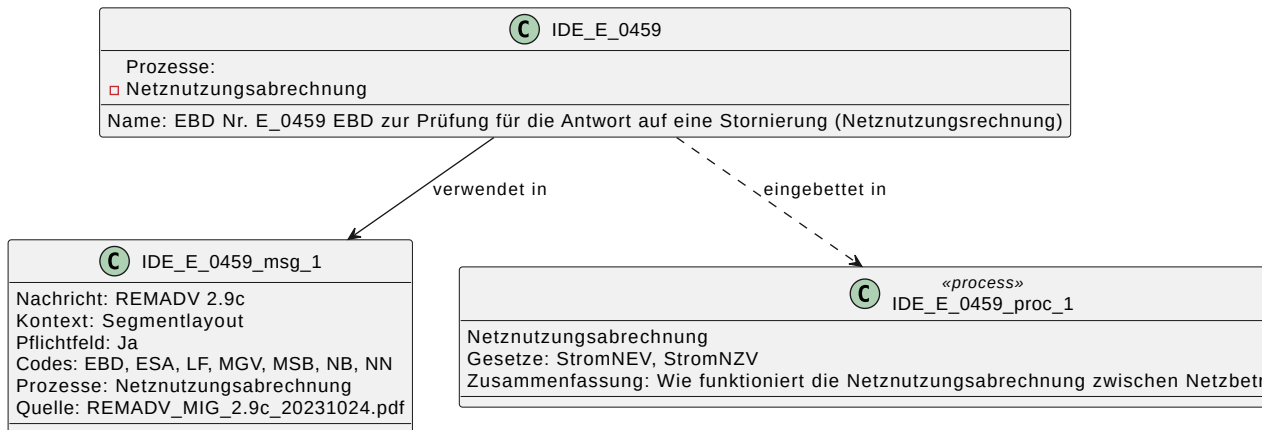 C IDE_E_0459
Prozesse:
Netznutzungsabrechnung
Name: EBD Nr. E_0459 EBD zur Prüfung für die Antwort auf eine Stornierung (Netznutzungsrechnung)
verwendet in
eingebettet in
C IDE_E_0459_msg_1
Nachricht: REMADV 2.9c
Kontext: Segmentlayout
Pflichtfeld: Ja
Codes: EBD, ESA, LF, MGV, MSB, NB, NN
Prozesse: Netznutzungsabrechnung
Quelle: REMADV_MIG_2.9c_20231024.pdf
«process»
C IDE_E_0459_proc_1
Netznutzungsabrechnung
Gesetze: StromNEV, StromNZV
Zusammenfassung: Wie funktioniert die Netznutzungsabrechnung zwischen Netzbetr